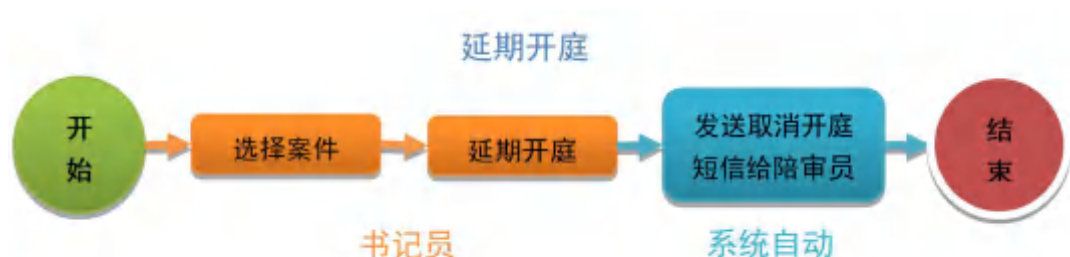 延期开庭
开始
选择案件
延期开庭
发送取消开庭
短信给陪审员
结束
书记员
系统自动